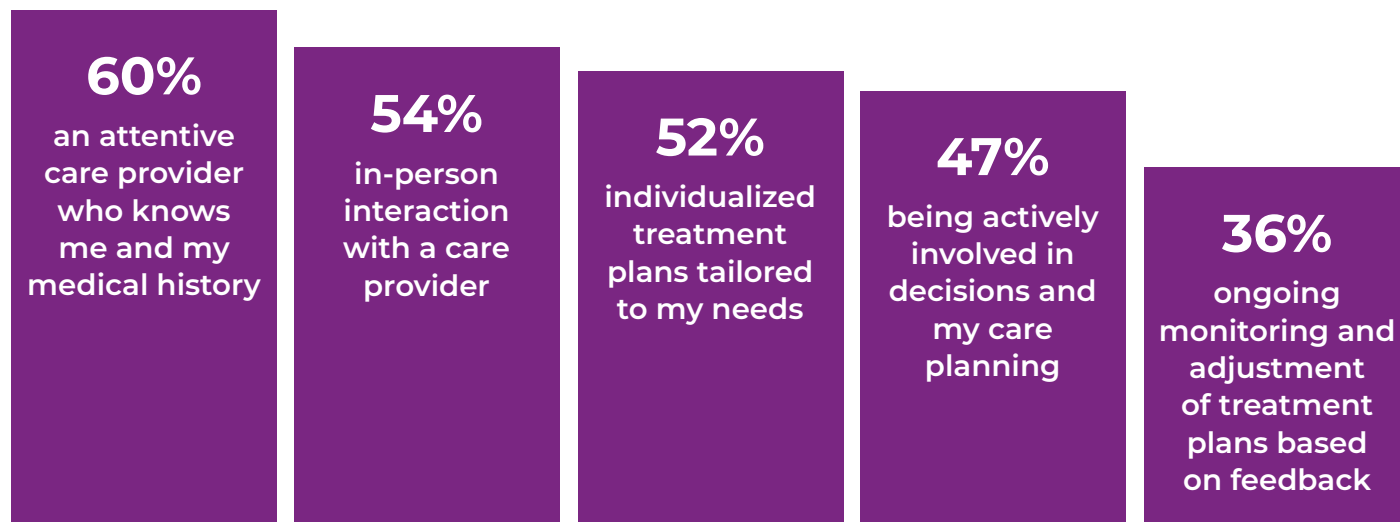 60%
an attentive
care provider
who knows
me and my
medical history
54%
in-person
interaction
with a care
provider
52%
individualized
treatment
plans tailored
to my needs
47%
being actively
involved in
decisions and
my care
planning
36%
ongoing
monitoring and
adjustment
of treatment
plans based
on feedback